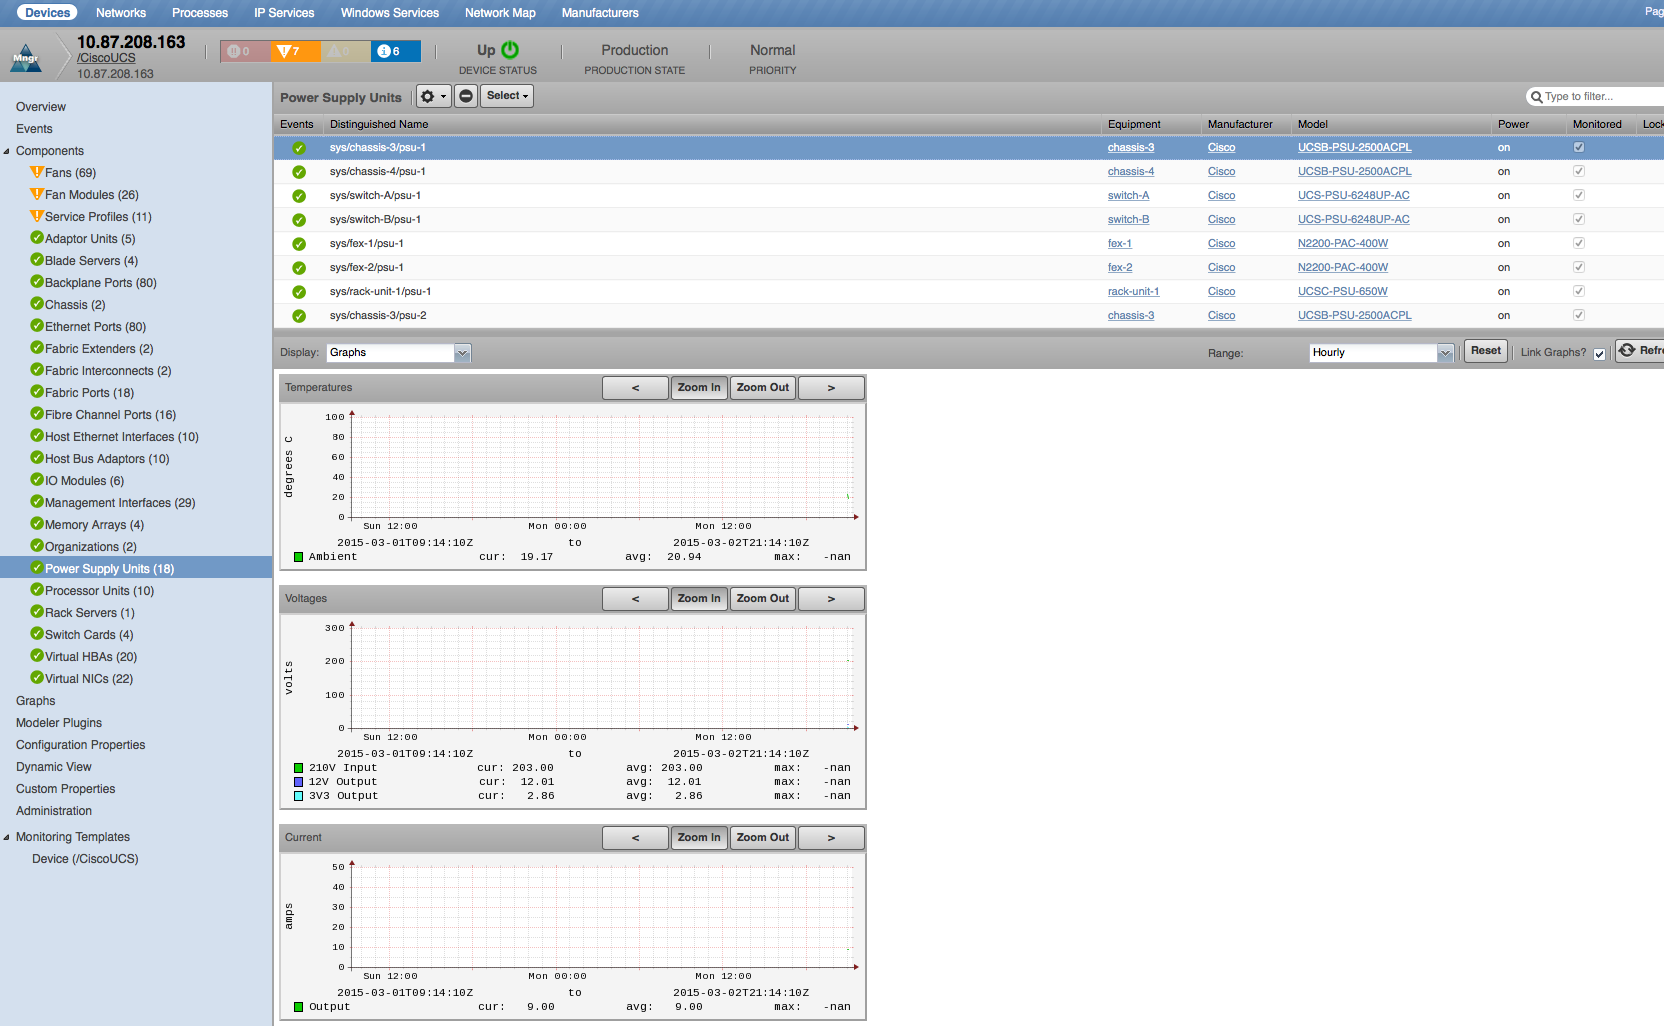 Devices Networks Processes IP Services Windows Services Network Map Manufacturers Pag
Mngr
10.87.208.163
/CiscoUCS
10.87.208.163
0 7 0 6
Up
DEVICE STATUS
Production
PRODUCTION STATE
Normal
PRIORITY
Overview
Events
Components
Fans (69)
Fan Modules (26)
Service Profiles (11)
Adaptor Units (5)
Blade Servers (4)
Backplane Ports (80)
Chassis (2)
Ethernet Ports (80)
Fabric Extenders (2)
Fabric Interconnects (2)
Fabric Ports (18)
Fibre Channel Ports (16)
Host Ethernet Interfaces (10)
Host Bus Adaptors (10)
IO Modules (6)
Management Interfaces (29)
Memory Arrays (4)
Organizations (2)
Power Supply Units (18)
Processor Units (10)
Rack Servers (1)
Switch Cards (4)
Virtual HBAs (20)
Virtual NICs (22)
Graphs
Modeler Plugins
Configuration Properties
Dynamic View
Custom Properties
Administration
Monitoring Templates
Device (/CiscoUCS)
Power Supply Units Select Type to filter...
Events Distinguished Name Equipment Manufacturer Model Power Monitored Lock
sys/chassis-3/psu-1 chassis-3 Cisco UCSB-PSU-2500ACPL on
sys/chassis-4/psu-1 chassis-4 Cisco UCSB-PSU-2500ACPL on
sys/switch-A/psu-1 switch-A Cisco UCS-PSU-6248UP-AC on
sys/switch-B/psu-1 switch-B Cisco UCS-PSU-6248UP-AC on
sys/fex-1/psu-1 fex-1 Cisco N2200-PAC-400W on
sys/fex-2/psu-1 fex-2 Cisco N2200-PAC-400W on
sys/rack-unit-1/psu-1 rack-unit-1 Cisco UCSC-PSU-650W on
sys/chassis-3/psu-2 chassis-3 Cisco UCSB-PSU-2500ACPL on
Display: Graphs Range: Hourly Reset Link Graphs? Refre
Temperatures < Zoom In Zoom Out >
degrees C
100
80
60
40
20
0
Sun 12:00 Mon 00:00 Mon 12:00
2015-03-01T09:14:10Z to 2015-03-02T21:14:10Z
Ambient cur: 19.17 avg: 20.94 max: -nan
Voltages < Zoom In Zoom Out >
volts
300
200
100
0
Sun 12:00 Mon 00:00 Mon 12:00
2015-03-01T09:14:10Z to 2015-03-02T21:14:10Z
210V Input cur: 203.00 avg: 203.00 max: -nan
12V Output cur: 12.01 avg: 12.01 max: -nan
3V3 Output cur: 2.86 avg: 2.86 max: -nan
Current < Zoom In Zoom Out >
amps
50
40
30
20
10
0
Sun 12:00 Mon 00:00 Mon 12:00
2015-03-01T09:14:10Z to 2015-03-02T21:14:10Z
Output cur: 9.00 avg: 9.00 max: -nan